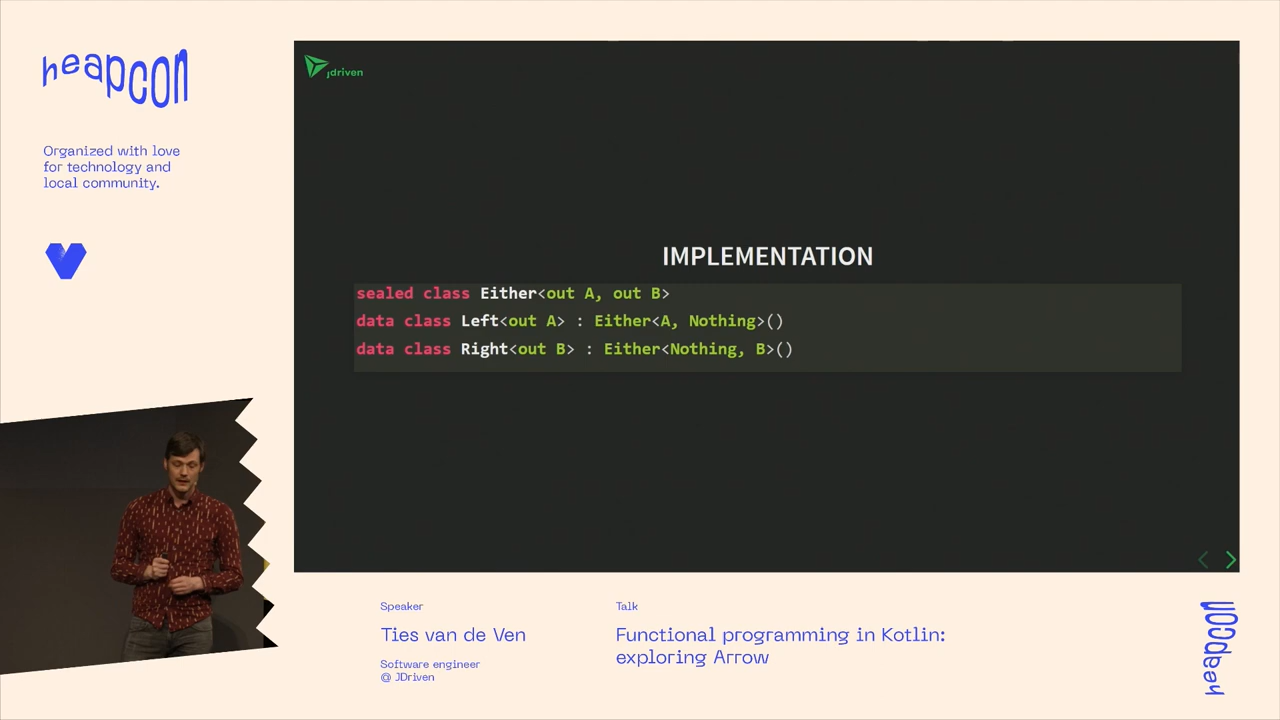 heapcon
Organized with love
for technology and
local community.
Jdriven
IMPLEMENTATION
sealed class Either<out A, out B>
data class Left<out A> : Either<A, Nothing>()
data class Right<out B> : Either<Nothing, B>()
Speaker
Ties van de Ven
Software engineer
@ JDriven
Talk
Functional programming in Kotlin:
exploring Arrow
heapcon